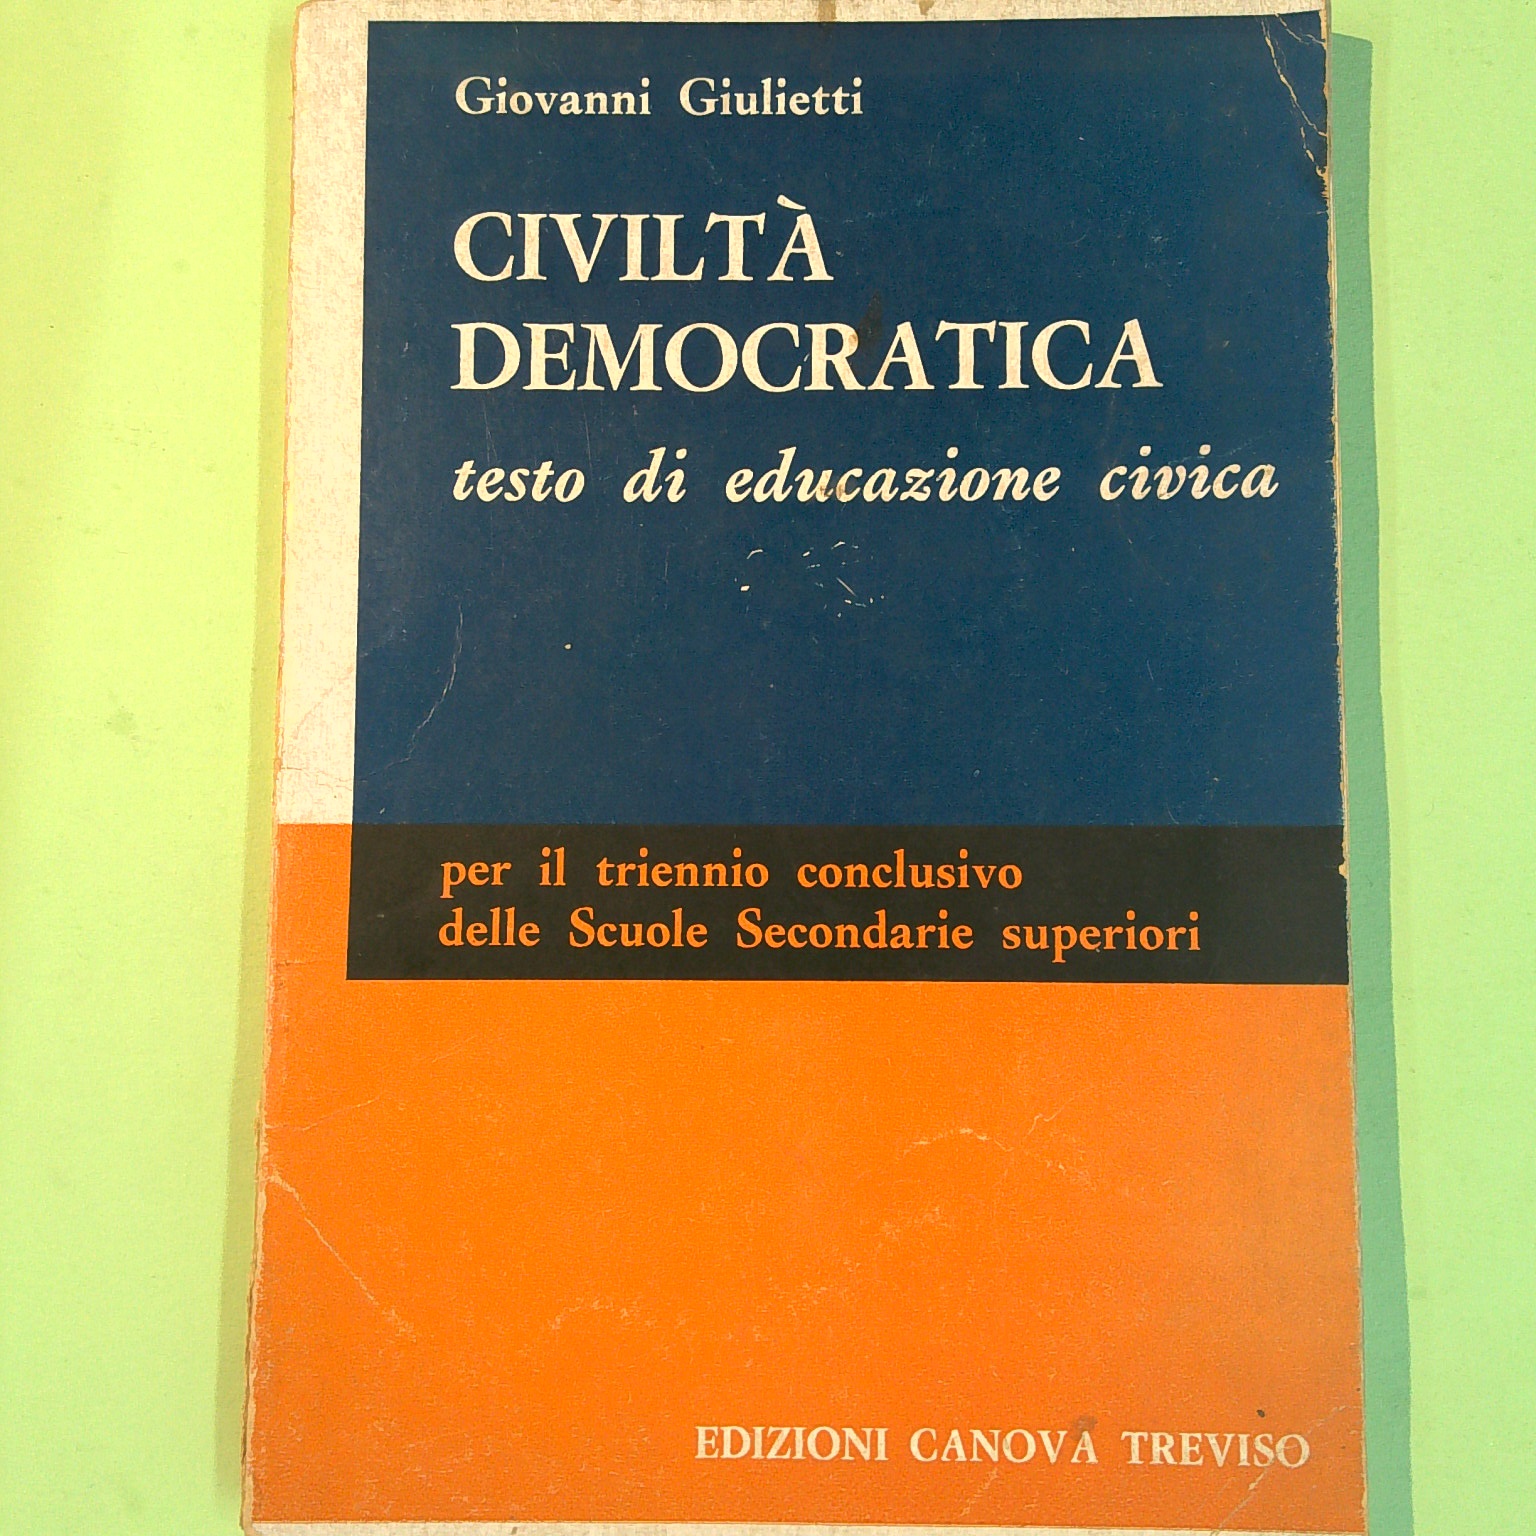 Giovanni Giulietti
CIVILTÀ
DEMOCRATICA
testo di educazione civica
per il triennio conclusivo
delle Scuole Secondarie superiori
EDIZIONI CANOVA TREVISO